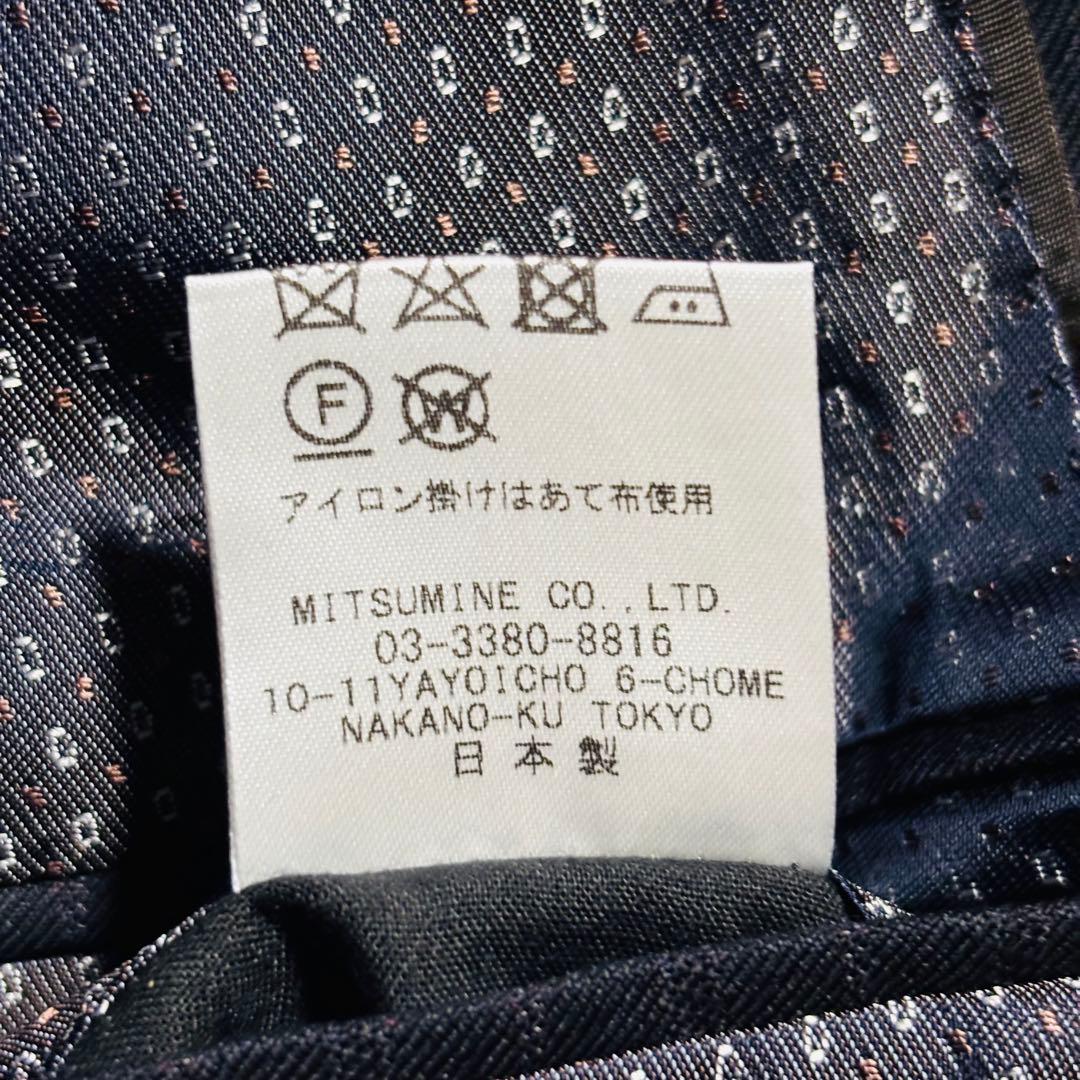 F W
アイロン掛けはあて布使用
MITSUMINE CO.,LTD.
03-3380-8816
10-11YAYOICHO 6-CHOME
NAKANO-KU TOKYO
日本製